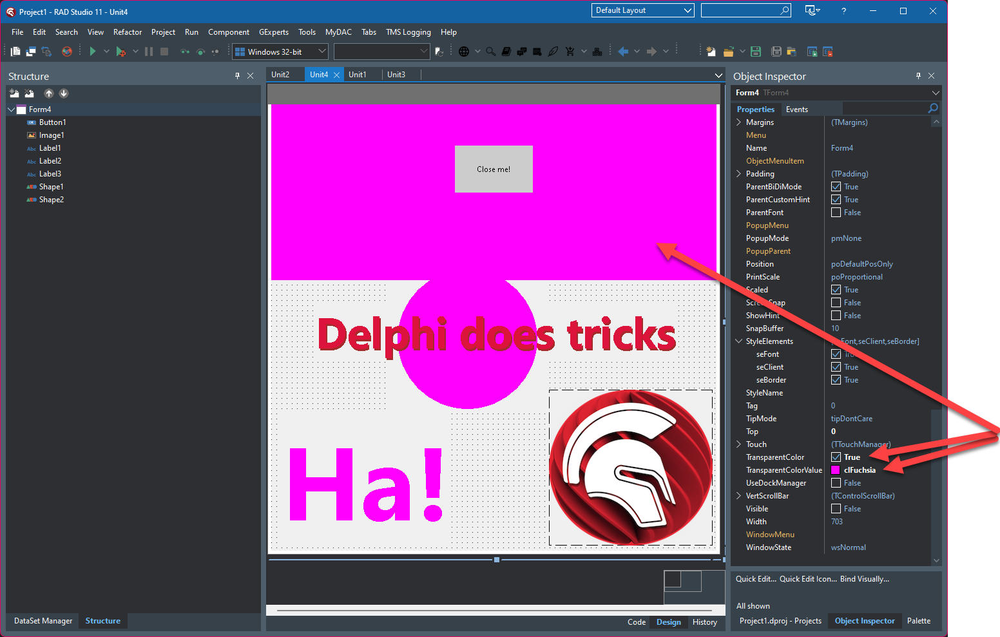 Project1 - RAD Studio 11 - Unit4
Default Layout
?
File Edit Search View Refactor Project Run Component GExperts Tools MyDAC Tabs TMS Logging Help
Windows 32-bit
Structure
Form4
OK Button1
Image1
Abc Label1
Abc Label2
Abc Label3
Shape1
Shape2
DataSet Manager Structure
Unit2 Unit4 Unit1 Unit3
Close me!
Delphi does tricks
Ha!
Code Design History
Object Inspector
Form4 TForm4
Properties Events
Margins (TMargins)
Menu
Name Form4
ObjectMenuItem
Padding (TPadding)
ParentBiDiMode True
ParentCustomHint True
ParentFont False
PopupMenu
PopupMode pmNone
PopupParent
Position poDefaultPosOnly
PrintScale poProportional
Scaled True
Snap False
ShowHint False
SnapBuffer 10
StyleElements Font,seClient,seBorder]
seFont
seClient True
seBorder True
StyleName
Tag 0
TipMode tipDontCare
Top 0
Touch (TTouchManager)
TransparentColor True
TransparentColorValue clFuchsia
UseDockManager False
VertScrollBar (TControlScrollBar)
Visible False
Width 703
WindowMenu
WindowState wsNormal
Quick Edit... Quick Edit Icon... Bind Visually...
All shown
Project1.dproj - Projects Object Inspector Palette